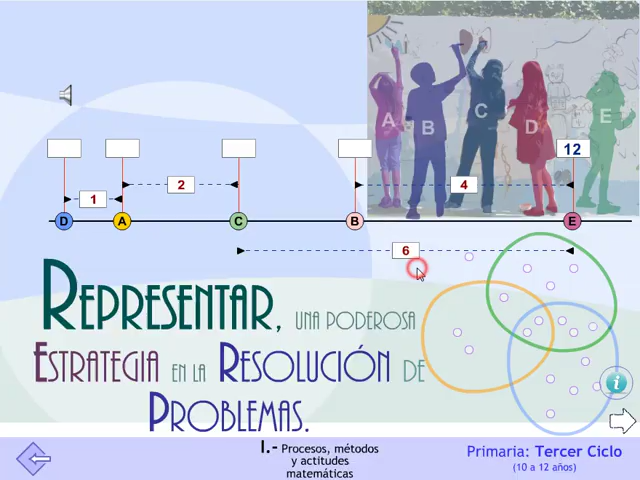 A
B
C
D
E
12
1
2
4
D
A
C
B
E
6
REPRESENTAR, UNA PODEROSA
ESTRATEGIA EN LA RESOLUCIÓN DE
PROBLEMAS.
i
I.- Procesos, métodos
y actitudes
matemáticas
Primaria: Tercer Ciclo
(10 a 12 años)